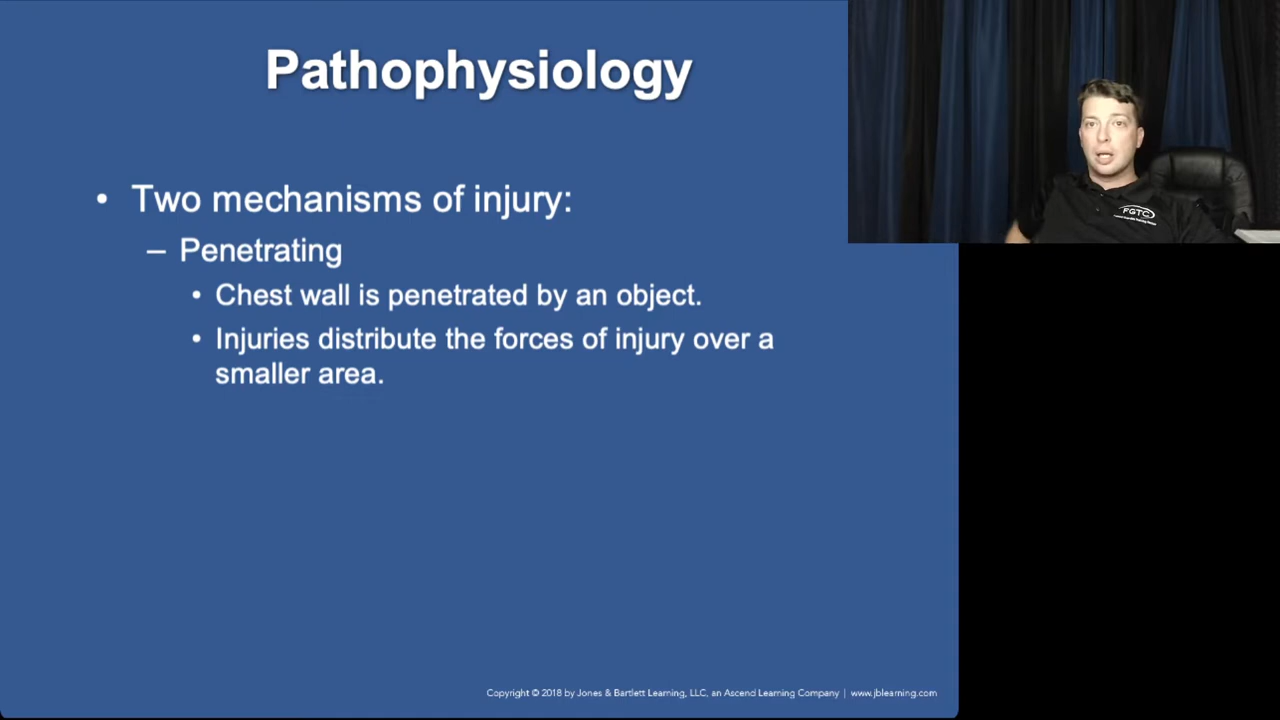 Pathophysiology
• Two mechanisms of injury:
– Penetrating
• Chest wall is penetrated by an object.
• Injuries distribute the forces of injury over a
smaller area.
FGTC
Copyright © 2018 by Jones & Bartlett Learning, LLC, an Ascend Learning Company | www.jblearning.com